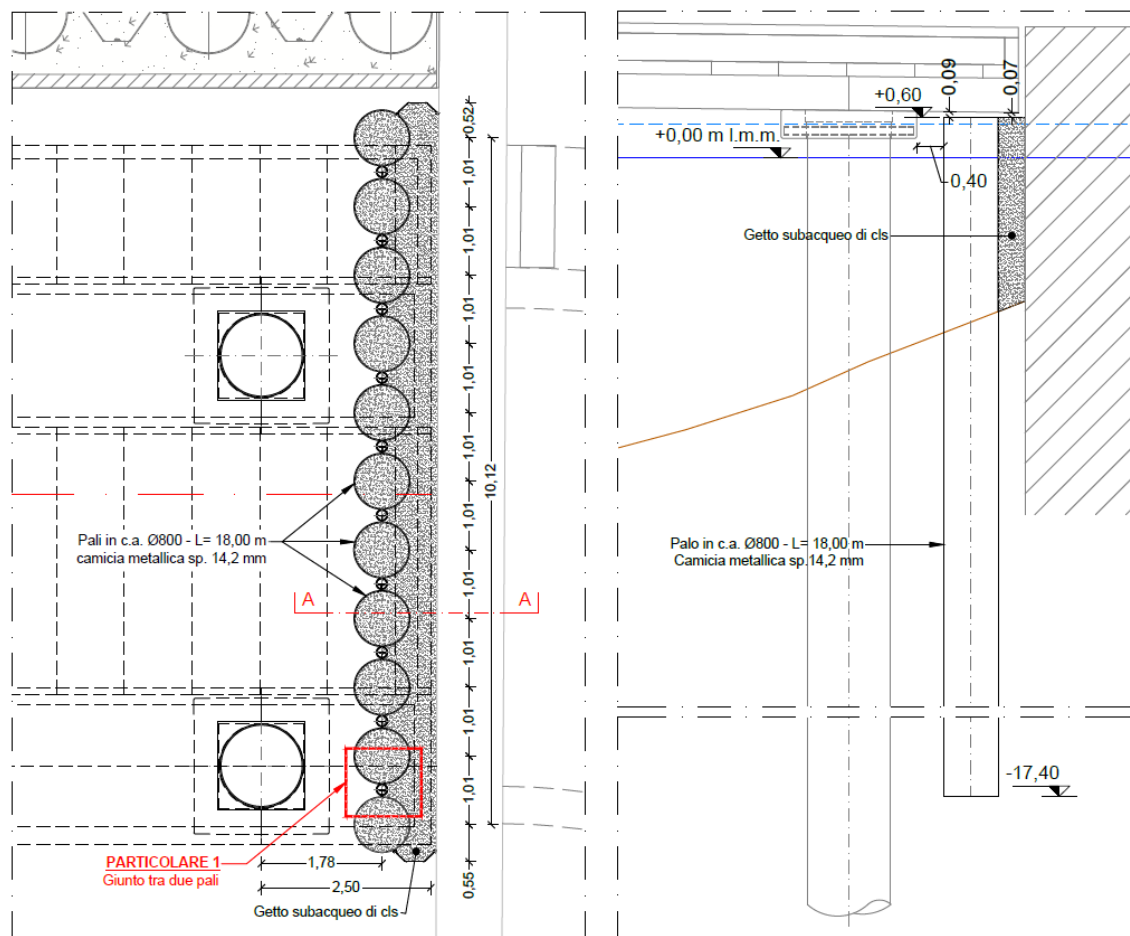 0,52
1,01
1,01
1,01
1,01
1,01
1,01
1,01
1,01
1,01
1,01
0,55
10,12
Pali in c.a. Ø800 - L= 18,00 m
camicia metallica sp. 14,2 mm
A
A
PARTICOLARE 1
Giunto tra due pali
1,78
2,50
Getto subacqueo di cls
+0,60
0,09
0,07
+0,00 m l.m.m
0,40
Getto subacqueo di cls
Palo in c.a. Ø800 - L= 18,00 m
Camicia metallica sp.14,2 mm
-17,40